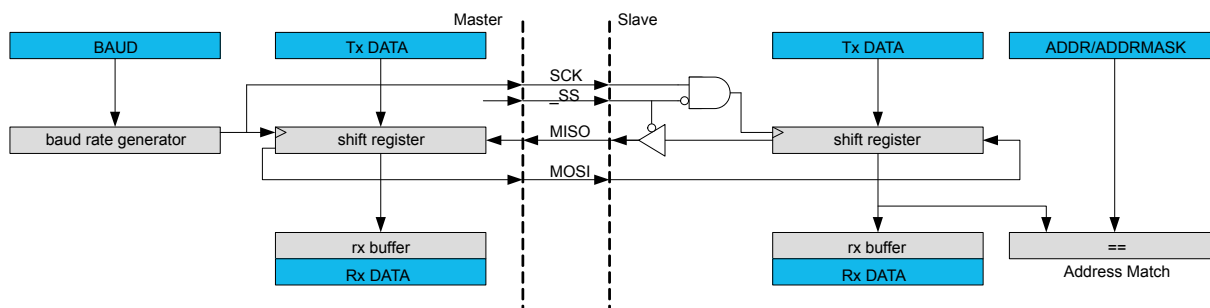 Master
Slave
BAUD
Tx DATA
Tx DATA
ADDR/ADDRMASK
SCK
_SS
baud rate generator
shift register
MISO
shift register
MOSI
rx buffer
rx buffer
==
Rx DATA
Rx DATA
Address Match